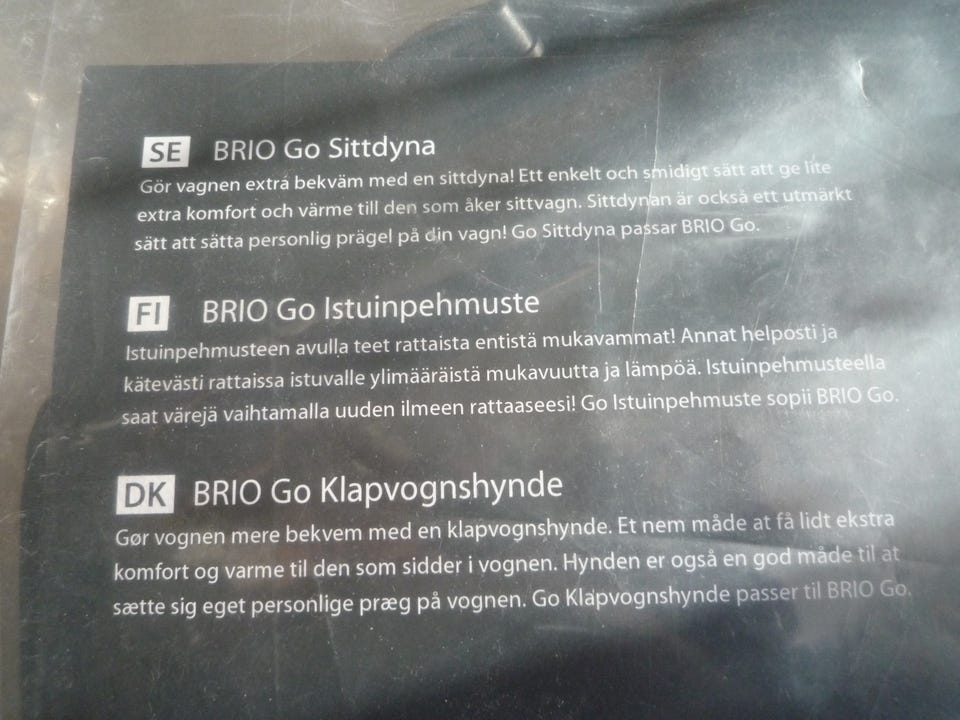 SE BRIO Go Sittdyna
Gör vagnen extra bekväm med en sittdyna! Ett enkelt och smidigt sätt att ge lite
extra komfort och värme till den som åker sittvagn. Sittdynan är också ett utmärkt
sätt att sätta personlig prägel på din vagn! Go Sittdyna passar BRIO Go.
FI BRIO Go Istuinpehmuste
Istuinpehmusteen avulla teet rattaista entistä mukavammat! Annat helposti ja
kätevästi rattaissa istuvalle ylimääräistä mukavuutta ja lämpöä. Istuinpehmusteella
saat värejä vaihtamalla uuden ilmeen rattaaseesi! Go Istuinpehmuste sopii BRIO Go.
DK BRIO Go Klapvognshynde
Gør vognen mere bekvem med en klapvognshynde. Et nem måde at få lidt ekstra
komfort og varme til den som sidder i vognen. Hynden er også en god måde til at
sætte sig eget personlige præg på vognen. Go Klapvognshynde passer til BRIO Go.